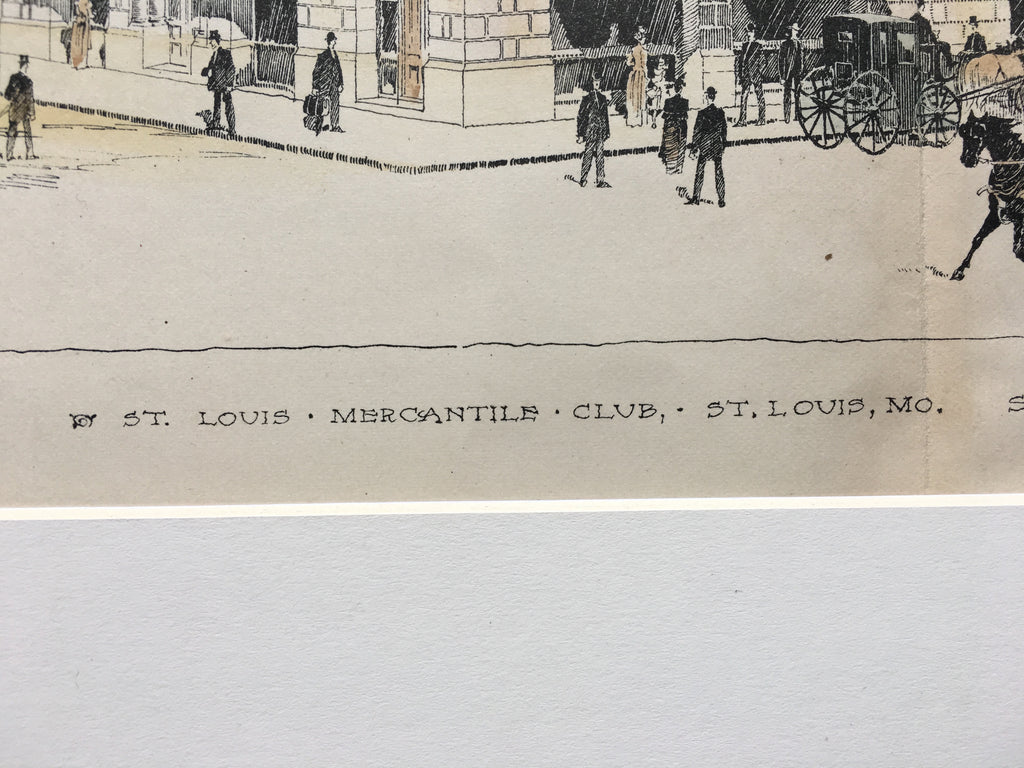 ST. LOUIS · MERCANTILE · CLUB, · ST. LOUIS, MO. S